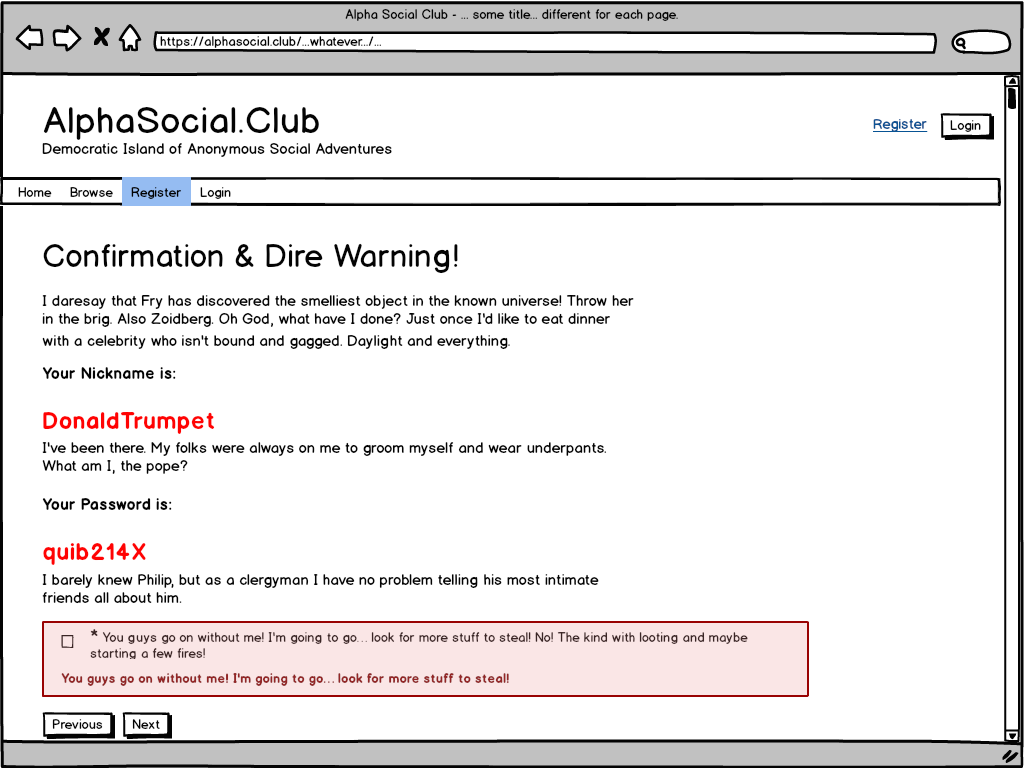 Alpha Social Club - ... some title... different for each page.
https://alphasocial.club/...whatever.../...
AlphaSocial.Club
Democratic Island of Anonymous Social Adventures
Register
Login
Home Browse Register Login
Confirmation & Dire Warning!
I daresay that Fry has discovered the smelliest object in the known universe! Throw her
in the brig. Also Zoidberg. Oh God, what have I done? Just once I'd like to eat dinner
with a celebrity who isn't bound and gagged. Daylight and everything.
Your Nickname is:
DonaldTrumpet
I've been there. My folks were always on me to groom myself and wear underpants.
What am I, the pope?
Your Password is:
quib214X
I barely knew Philip, but as a clergyman I have no problem telling his most intimate
friends all about him.
* You guys go on without me! I'm going to go... look for more stuff to steal! No! The kind with looting and maybe
starting a few fires!
You guys go on without me! I'm going to go... look for more stuff to steal!
Previous Next